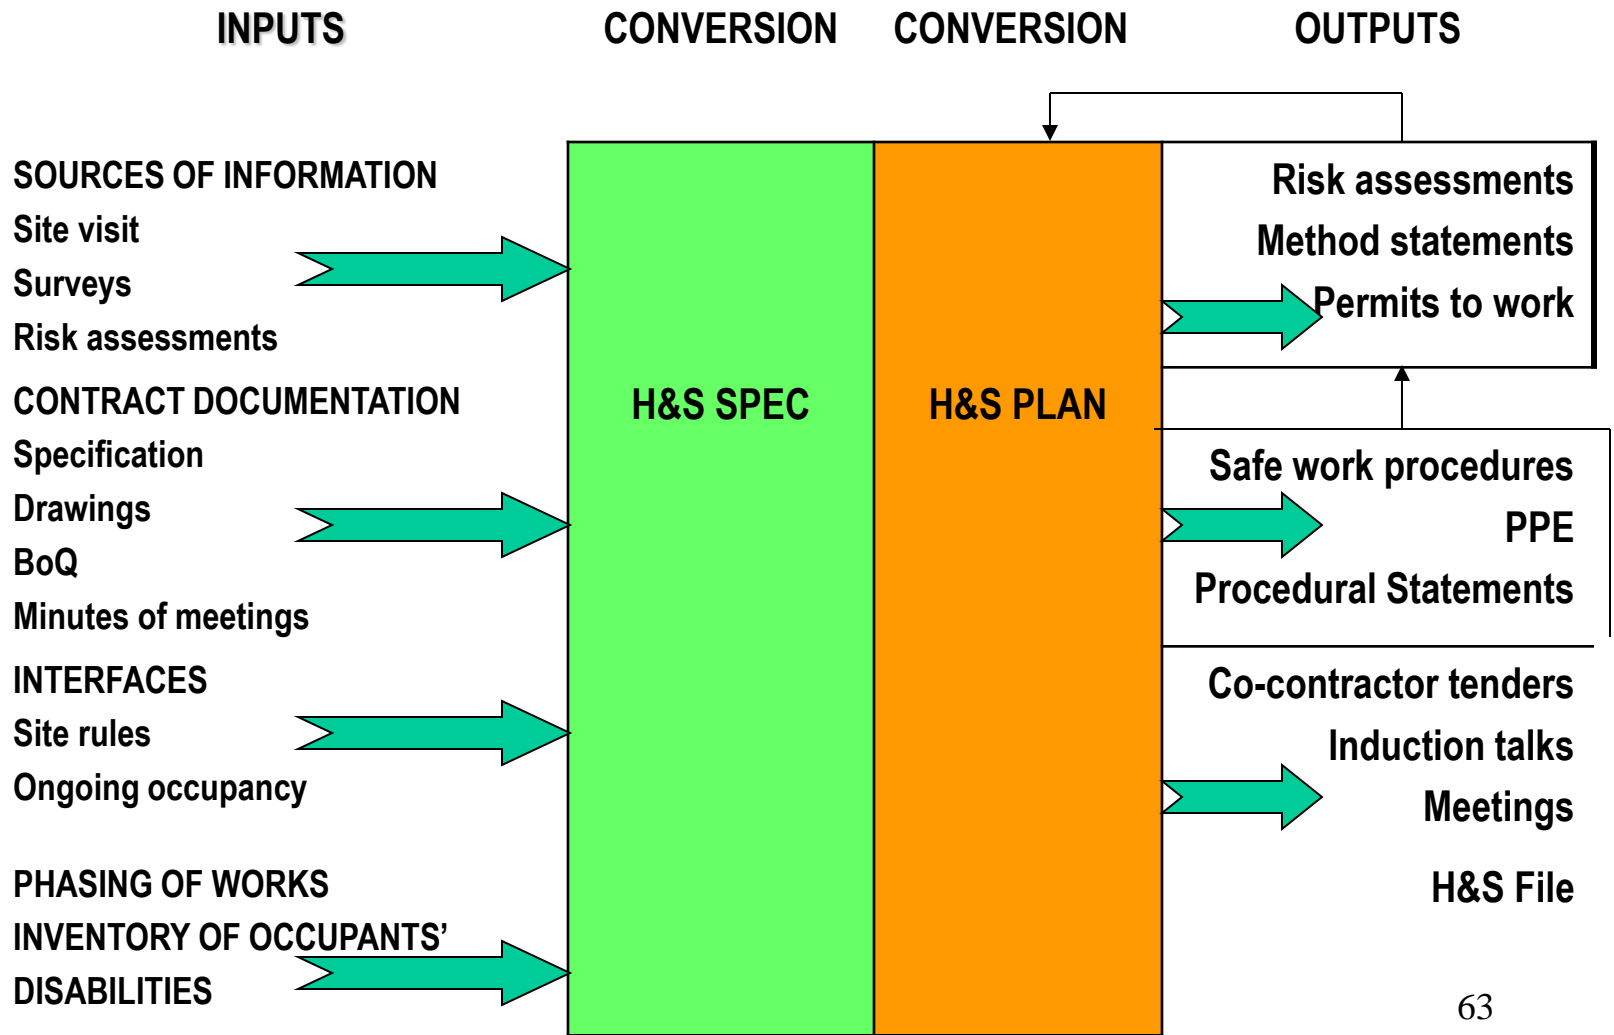 INPUTS
CONVERSION
CONVERSION
OUTPUTS
SOURCES OF INFORMATION
Site visit
Surveys
Risk assessments
CONTRACT DOCUMENTATION
Specification
Drawings
BoQ
Minutes of meetings
INTERFACES
Site rules
Ongoing occupancy
PHASING OF WORKS
INVENTORY OF OCCUPANTS’
DISABILITIES
H&S SPEC
H&S PLAN
Risk assessments
Method statements
Permits to work
Safe work procedures
PPE
Procedural Statements
Co-contractor tenders
Induction talks
Meetings
H&S File
63